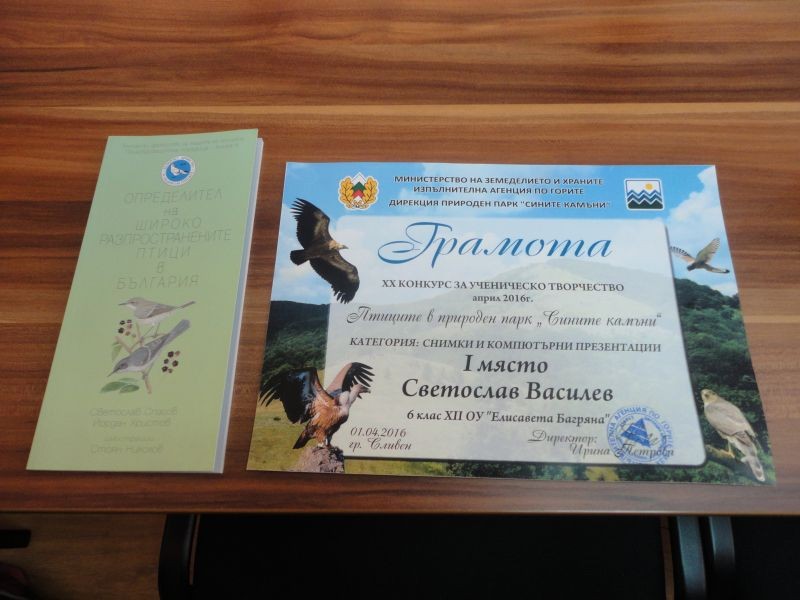 ОПРЕДЕЛИТЕЛ
на
ШИРОКО
РАЗПРОСТРАНЕНИТЕ
ПТИЦИ
В
БЪЛГАРИЯ
Светослав Спасов
Йордан Христов
Стоян Николов
МИНИСТЕРСТВО НА ЗЕМЕДЕЛИЕТО И ХРАНИТЕ
ИЗПЪЛНИТЕЛНА АГЕНЦИЯ ПО ГОРИТЕ
ДИРЕКЦИЯ ПРИРОДЕН ПАРК "СИНИТЕ КАМЪНИ"
Грамота
XX КОНКУРС ЗА УЧЕНИЧЕСКО ТВОРЧЕСТВО
април 2016г.
Птиците в природен парк „Сините камъни"
КАТЕГОРИЯ: СНИМКИ И КОМПЮТЪРНИ ПРЕЗЕНТАЦИИ
I място
Светослав Василев
6 клас XII ОУ "Елисавета Багряна"
01.04.2016
гр. Сливен
Директор:
Ирина Петрова